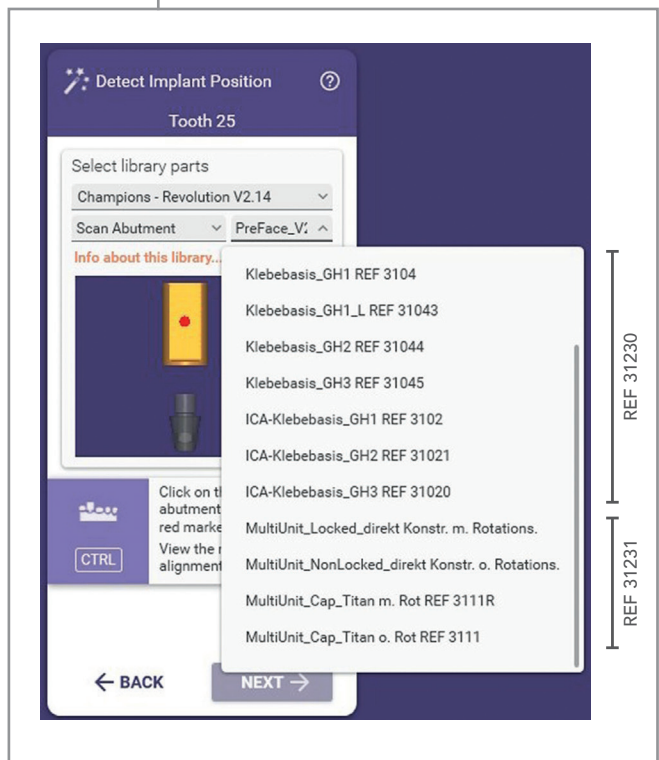 Detect Implant Position
Tooth 25
Select library parts
Champions - Revolution V2.14
Scan Abutment
PreFace_V2
Info about this library...
Klebebasis_GH1 REF 3104
Klebebasis_GH1_L REF 31043
Klebebasis_GH2 REF 31044
Klebebasis_GH3 REF 31045
ICA-Klebebasis_GH1 REF 3102
ICA-Klebebasis_GH2 REF 31021
ICA-Klebebasis_GH3 REF 31020
MultiUnit_Locked_direkt Konstr. m. Rotations.
MultiUnit_NonLocked_direkt Konstr. o. Rotations.
MultiUnit_Cap_Titan m. Rot REF 3111R
MultiUnit_Cap_Titan o. Rot REF 3111
REF 31230
REF 31231
Click on
abutment
red
View the
alignment
CTRL
BACK
NEXT